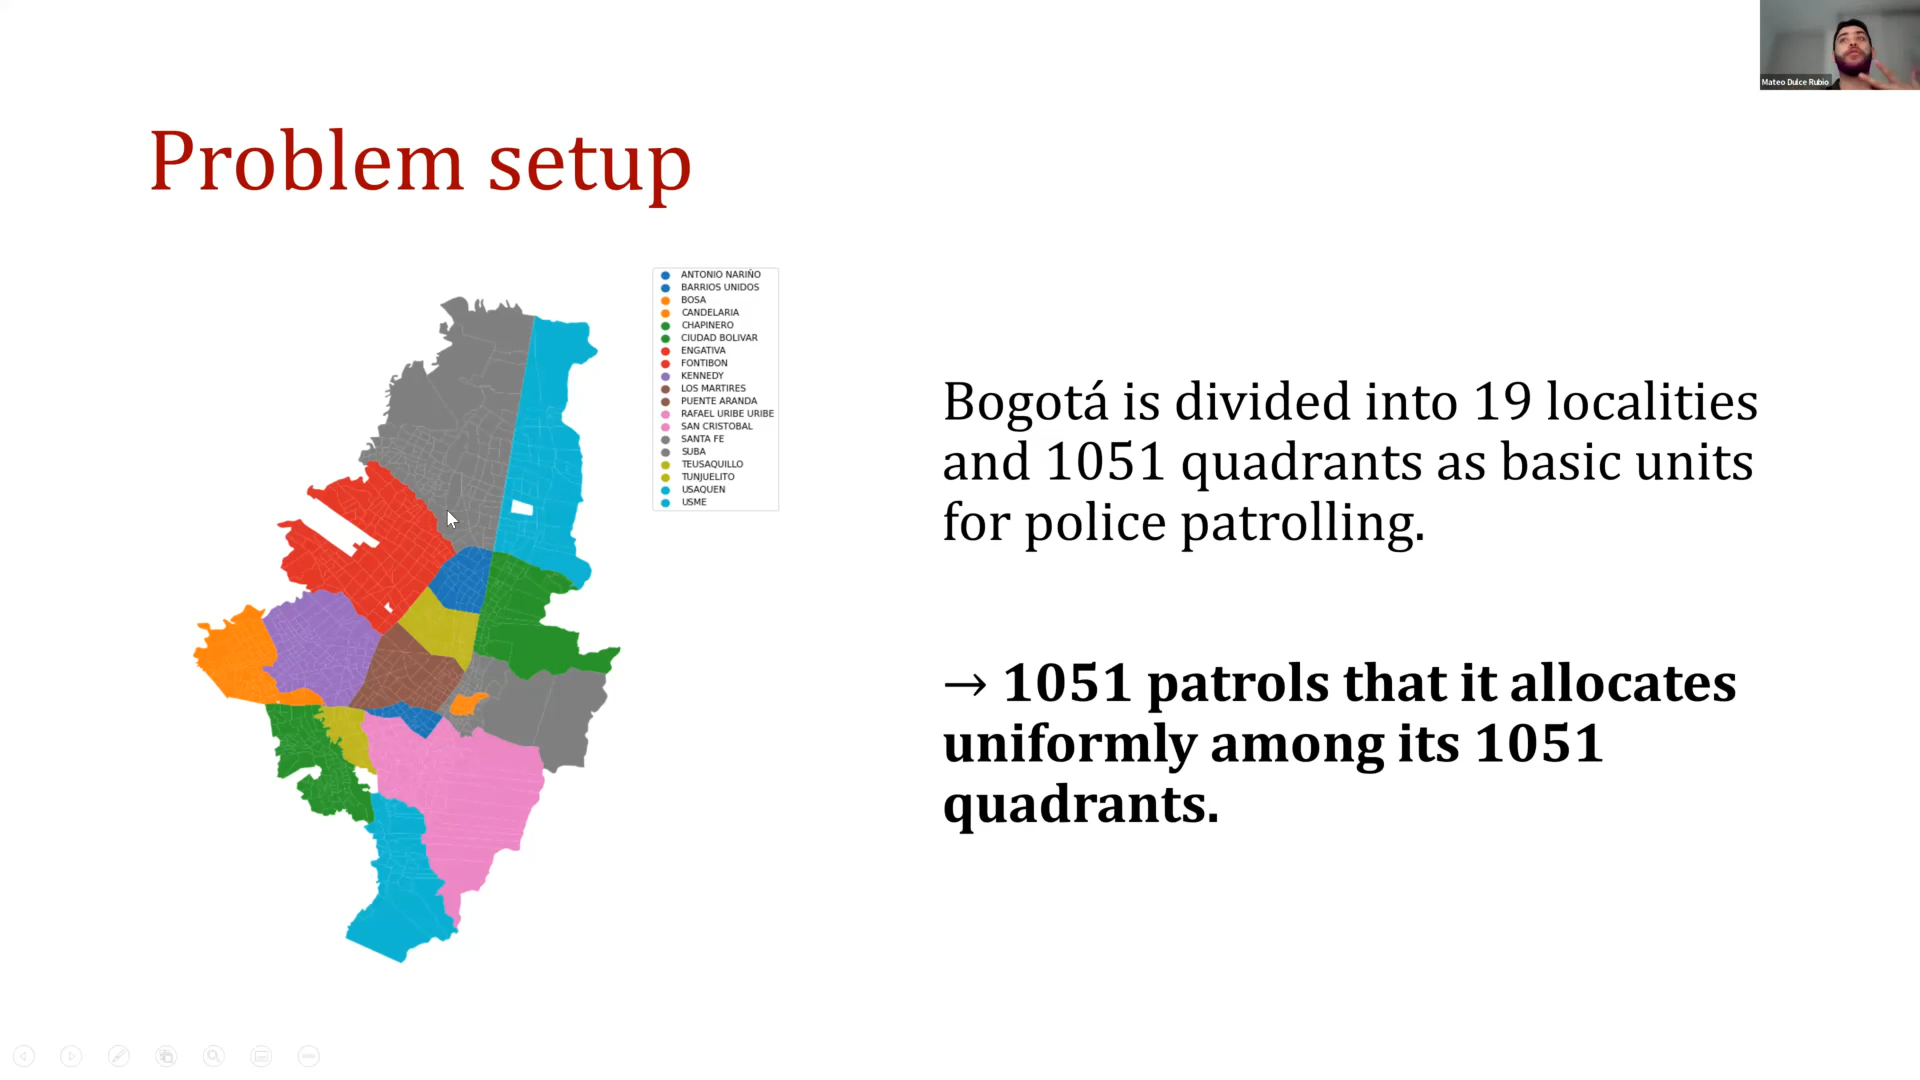 Mateo Dulce Rubio
Problem setup
ANTONIO NARIÑO
BARRIOS UNIDOS
BOSA
CANDELARIA
CHAPINERO
CIUDAD BOLIVAR
ENGATIVA
FONTIBON
KENNEDY
LOS MARTIRES
PUENTE ARANDA
RAFAEL URIBE URIBE
SAN CRISTOBAL
SANTA FE
SUBA
TEUSAQUILLO
TUNJUELITO
USAQUEN
USME
Bogotá is divided into 19 localities
and 1051 quadrants as basic units
for police patrolling.
→ 1051 patrols that it allocates
uniformly among its 1051
quadrants.